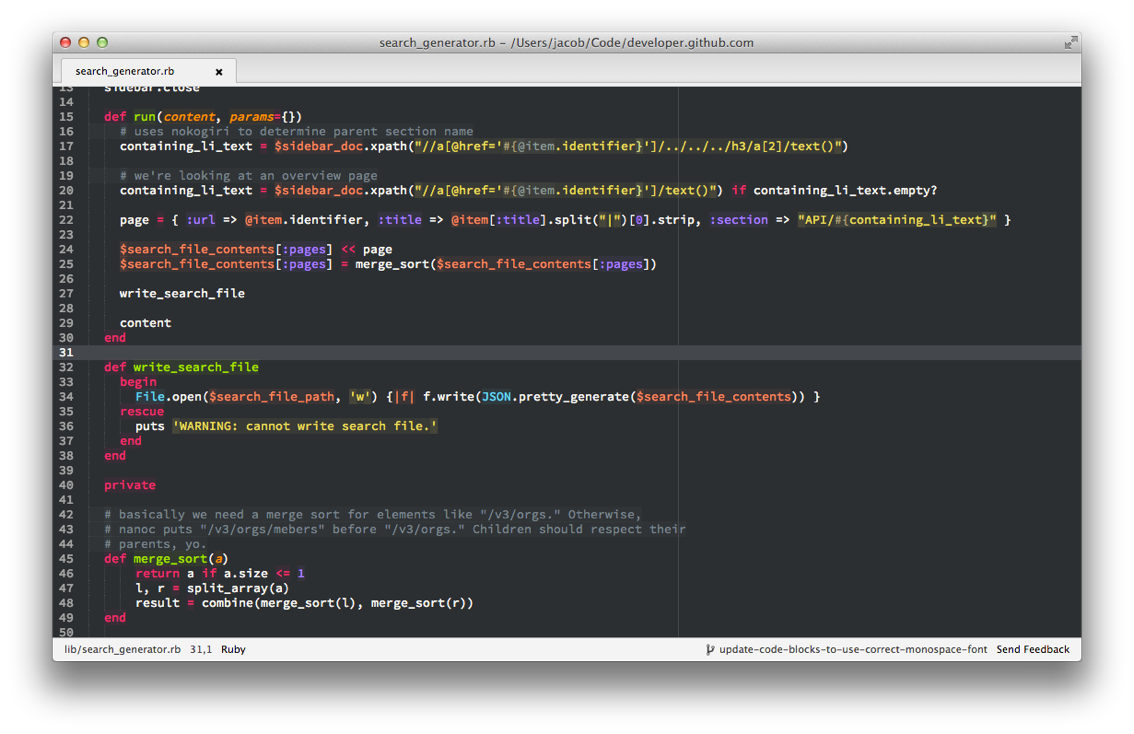 search_generator.rb – /Users/jacob/Code/developer.github.com
search_generator.rb x
13 sidebar.close
14
15 def run(content, params={})
16 # uses nokogiri to determine parent section name
17 containing_li_text = $sidebar_doc.xpath("//a[@href='#{@item.identifier}']/../../../h3/a[2]/text()")
18
19 # we're looking at an overview page
20 containing_li_text = $sidebar_doc.xpath("//a[@href='#{@item.identifier}']/text()") if containing_li_text.empty?
21
22 page = { :url => @item.identifier, :title => @item[:title].split("|")[0].strip, :section => "API/#{containing_li_text}" }
23
24 $search_file_contents[:pages] << page
25 $search_file_contents[:pages] = merge_sort($search_file_contents[:pages])
26
27 write_search_file
28
29 content
30 end
31
32 def write_search_file
33 begin
34 File.open($search_file_path, 'w') {|f| f.write(JSON.pretty_generate($search_file_contents)) }
35 rescue
36 puts 'WARNING: cannot write search file.'
37 end
38 end
39
40 private
41
42 # basically we need a merge sort for elements like "/v3/orgs." Otherwise,
43 # nanoc puts "/v3/orgs/mebers" before "/v3/orgs." Children should respect their
44 # parents, yo.
45 def merge_sort(a)
46 return a if a.size <= 1
47 l, r = split_array(a)
48 result = combine(merge_sort(l), merge_sort(r))
49 end
50
lib/search_generator.rb 31,1 Ruby update-code-blocks-to-use-correct-monospace-font Send Feedback